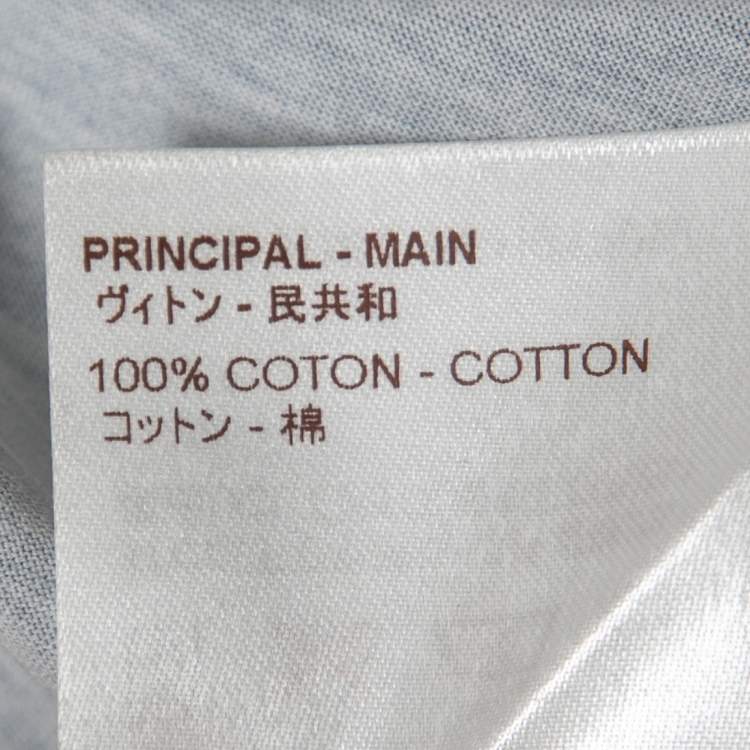 PRINCIPAL - MAIN
ヴィトン - 民共和
100% COTON - COTTON
コットン - 棉